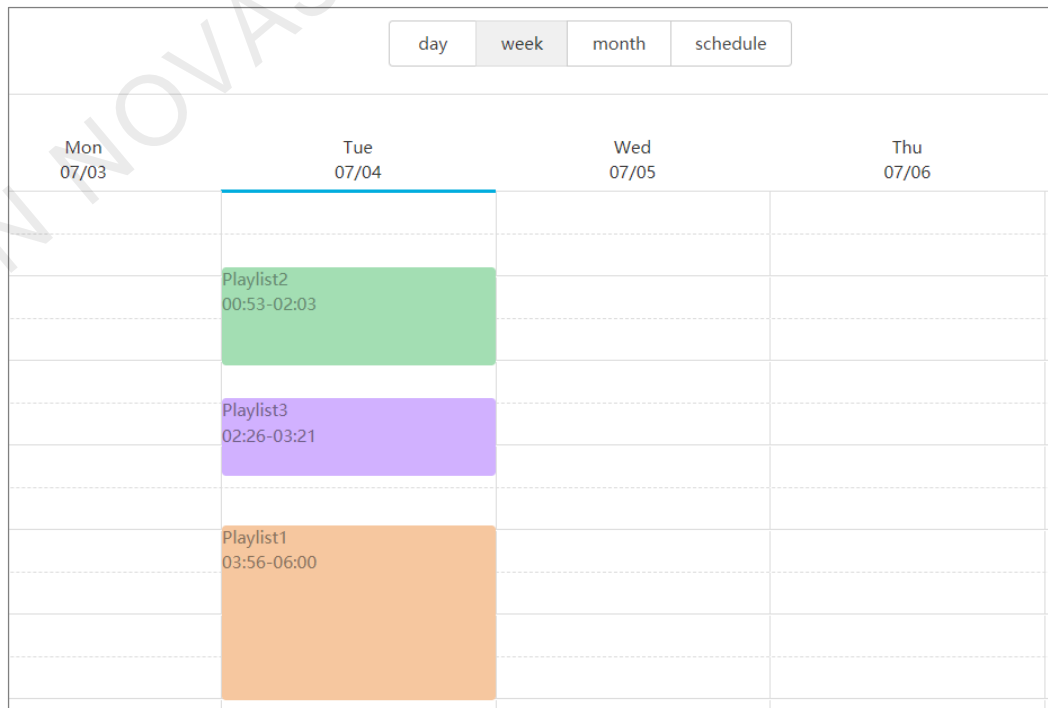 day week month schedule
Mon Tue Wed Thu
07/03 07/04 07/05 07/06
Playlist2
00:53-02:03
Playlist3
02:26-03:21
Playlist1
03:56-06:00
N NOVAS